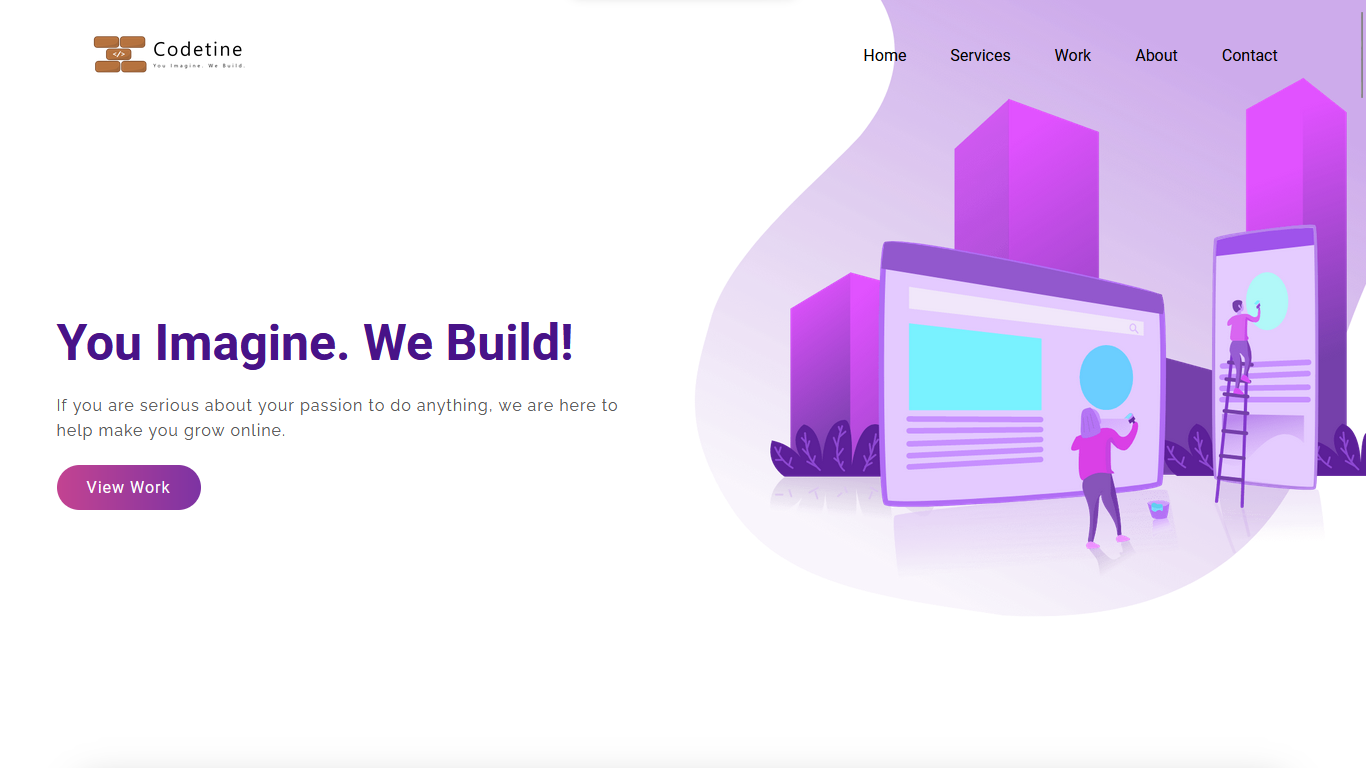 Codetine
You Imagine. We Build.
Home Services Work About Contact
You Imagine. We Build!
If you are serious about your passion to do anything, we are here to
help make you grow online.
View Work